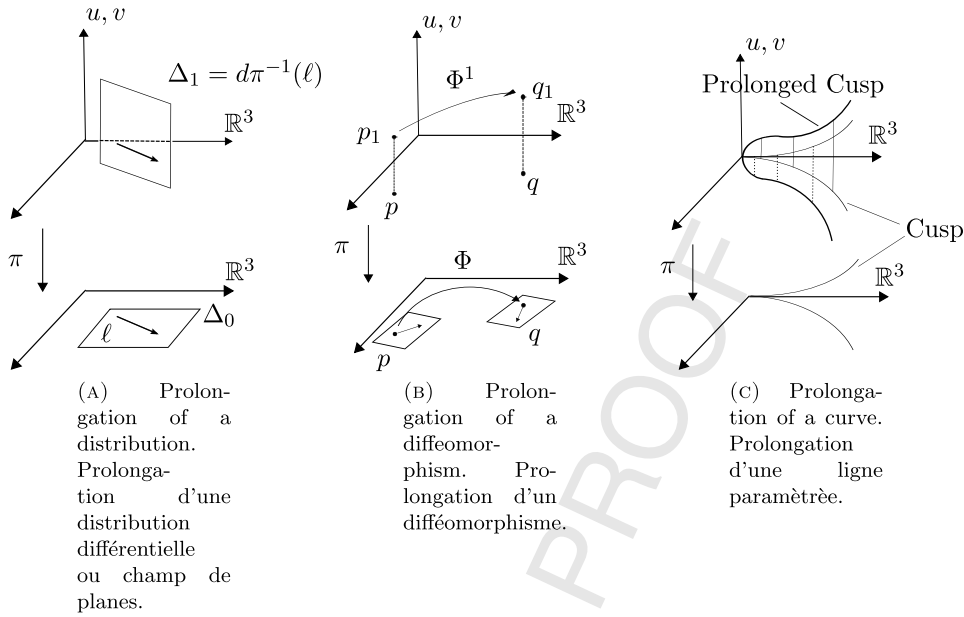 u, v
Δ₁ = dπ⁻¹(ℓ)
ℝ³
π
ℝ³
ℓ
Δ₀
(A) Prolon-
gation of a
distribution.
Prolonga-
tion d'une
distribution
différentielle
ou champ de
planes.
u, v
Φ¹
q₁
p₁
ℝ³
q
p
π
Φ
ℝ³
q
p
(B) Prolon-
gation of a
diffeomor-
phism. Pro-
longation d'un
difféomorphisme.
u, v
Prolonged Cusp
ℝ³
Cusp
π
ℝ³
(C) Prolonga-
tion of a curve.
Prolongation
d'une ligne
paramètrèe.
PROOF